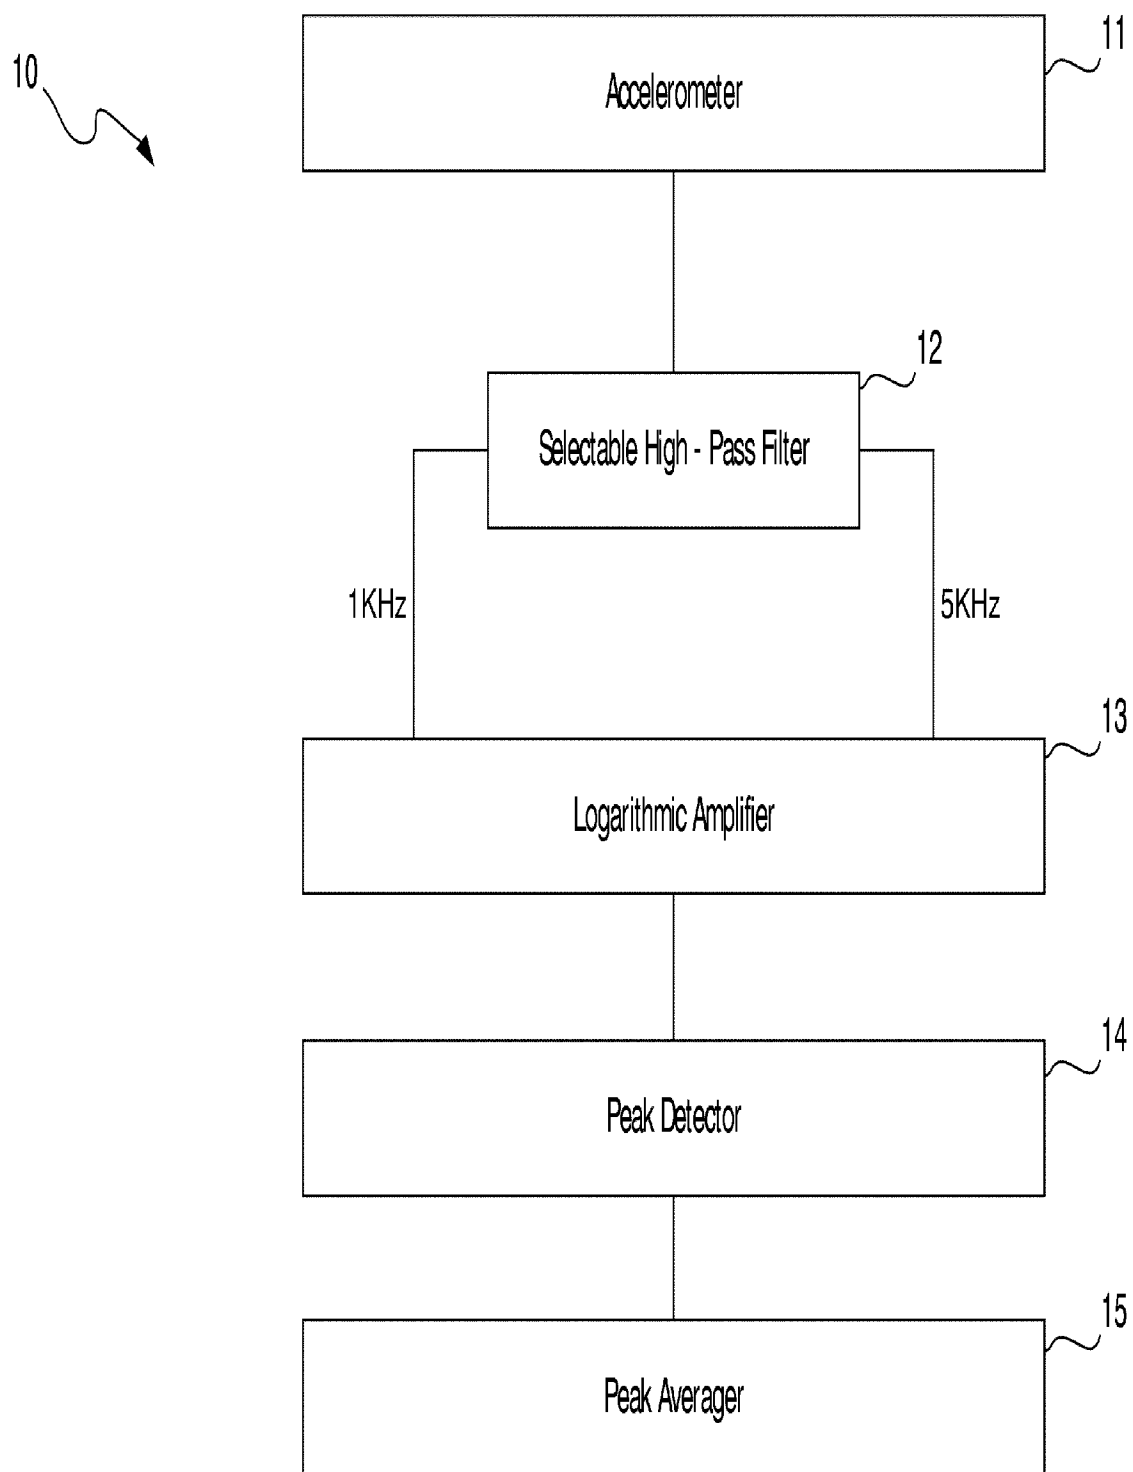 11
10
Accelerometer
12
Selectable High - Pass Filter
1KHz
5KHz
13
Logarithmic Amplifier
14
Peak Detector
15
Peak Averager